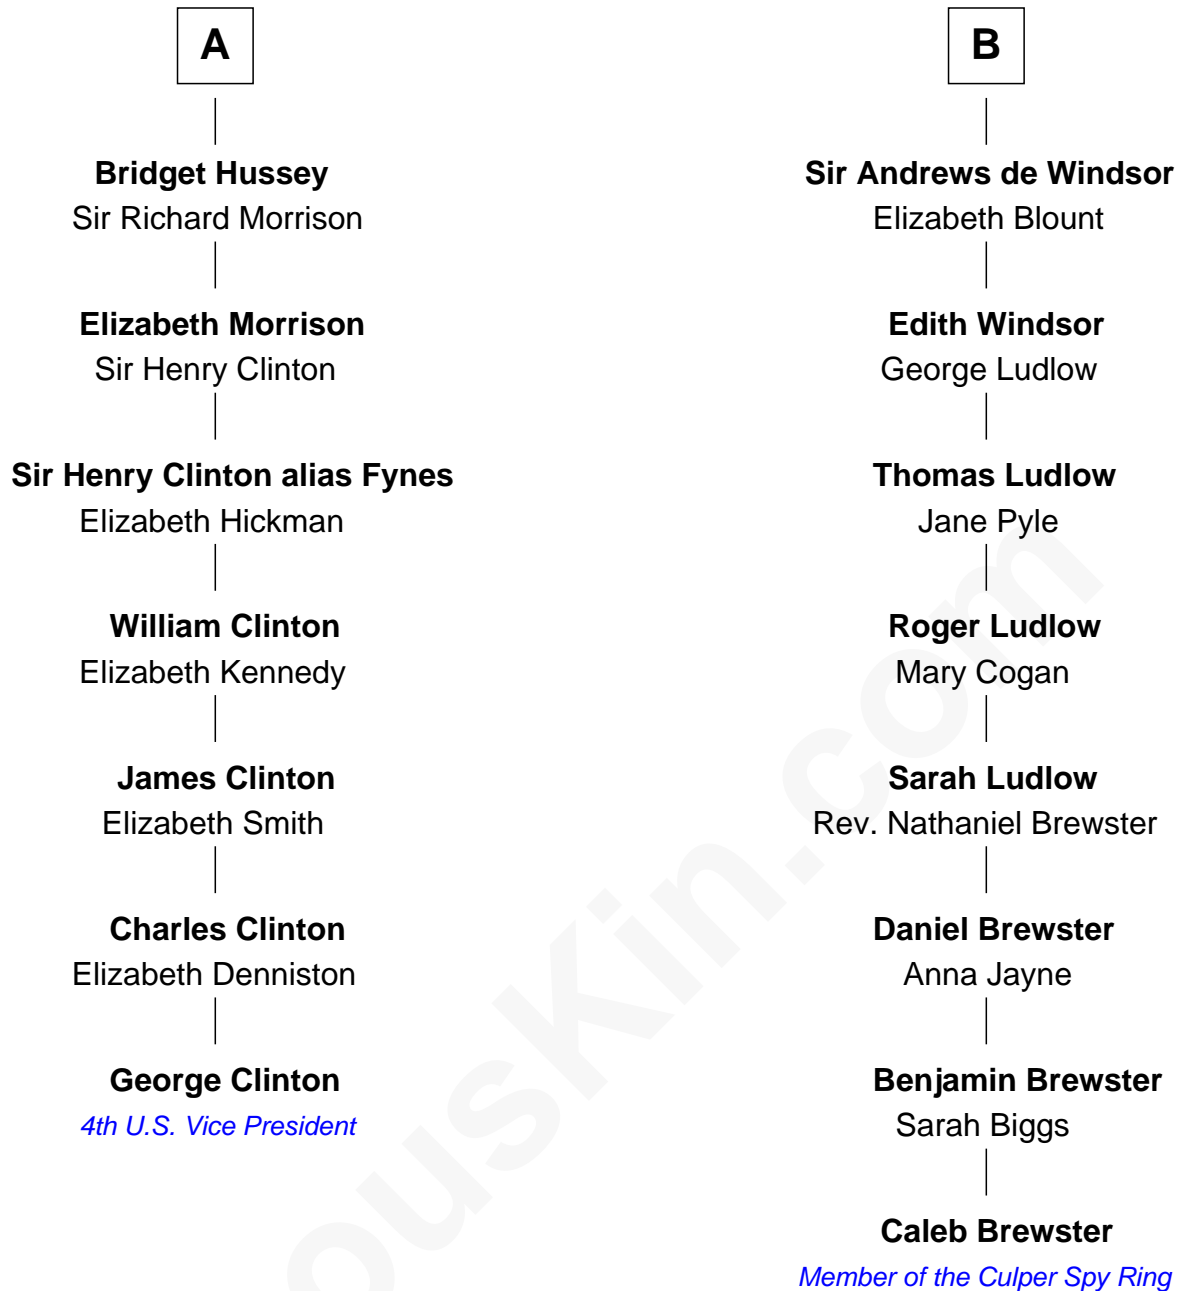 A
Bridget Hussey
Sir Richard Morrison
Elizabeth Morrison
Sir Henry Clinton
Sir Henry Clinton alias Fynes
Elizabeth Hickman
William Clinton
Elizabeth Kennedy
James Clinton
Elizabeth Smith
Charles Clinton
Elizabeth Denniston
George Clinton
4th U.S. Vice President
B
Sir Andrews de Windsor
Elizabeth Blount
Edith Windsor
George Ludlow
Thomas Ludlow
Jane Pyle
Roger Ludlow
Mary Cogan
Sarah Ludlow
Rev. Nathaniel Brewster
Daniel Brewster
Anna Jayne
Benjamin Brewster
Sarah Biggs
Caleb Brewster
Member of the Culper Spy Ring
ousKin.com